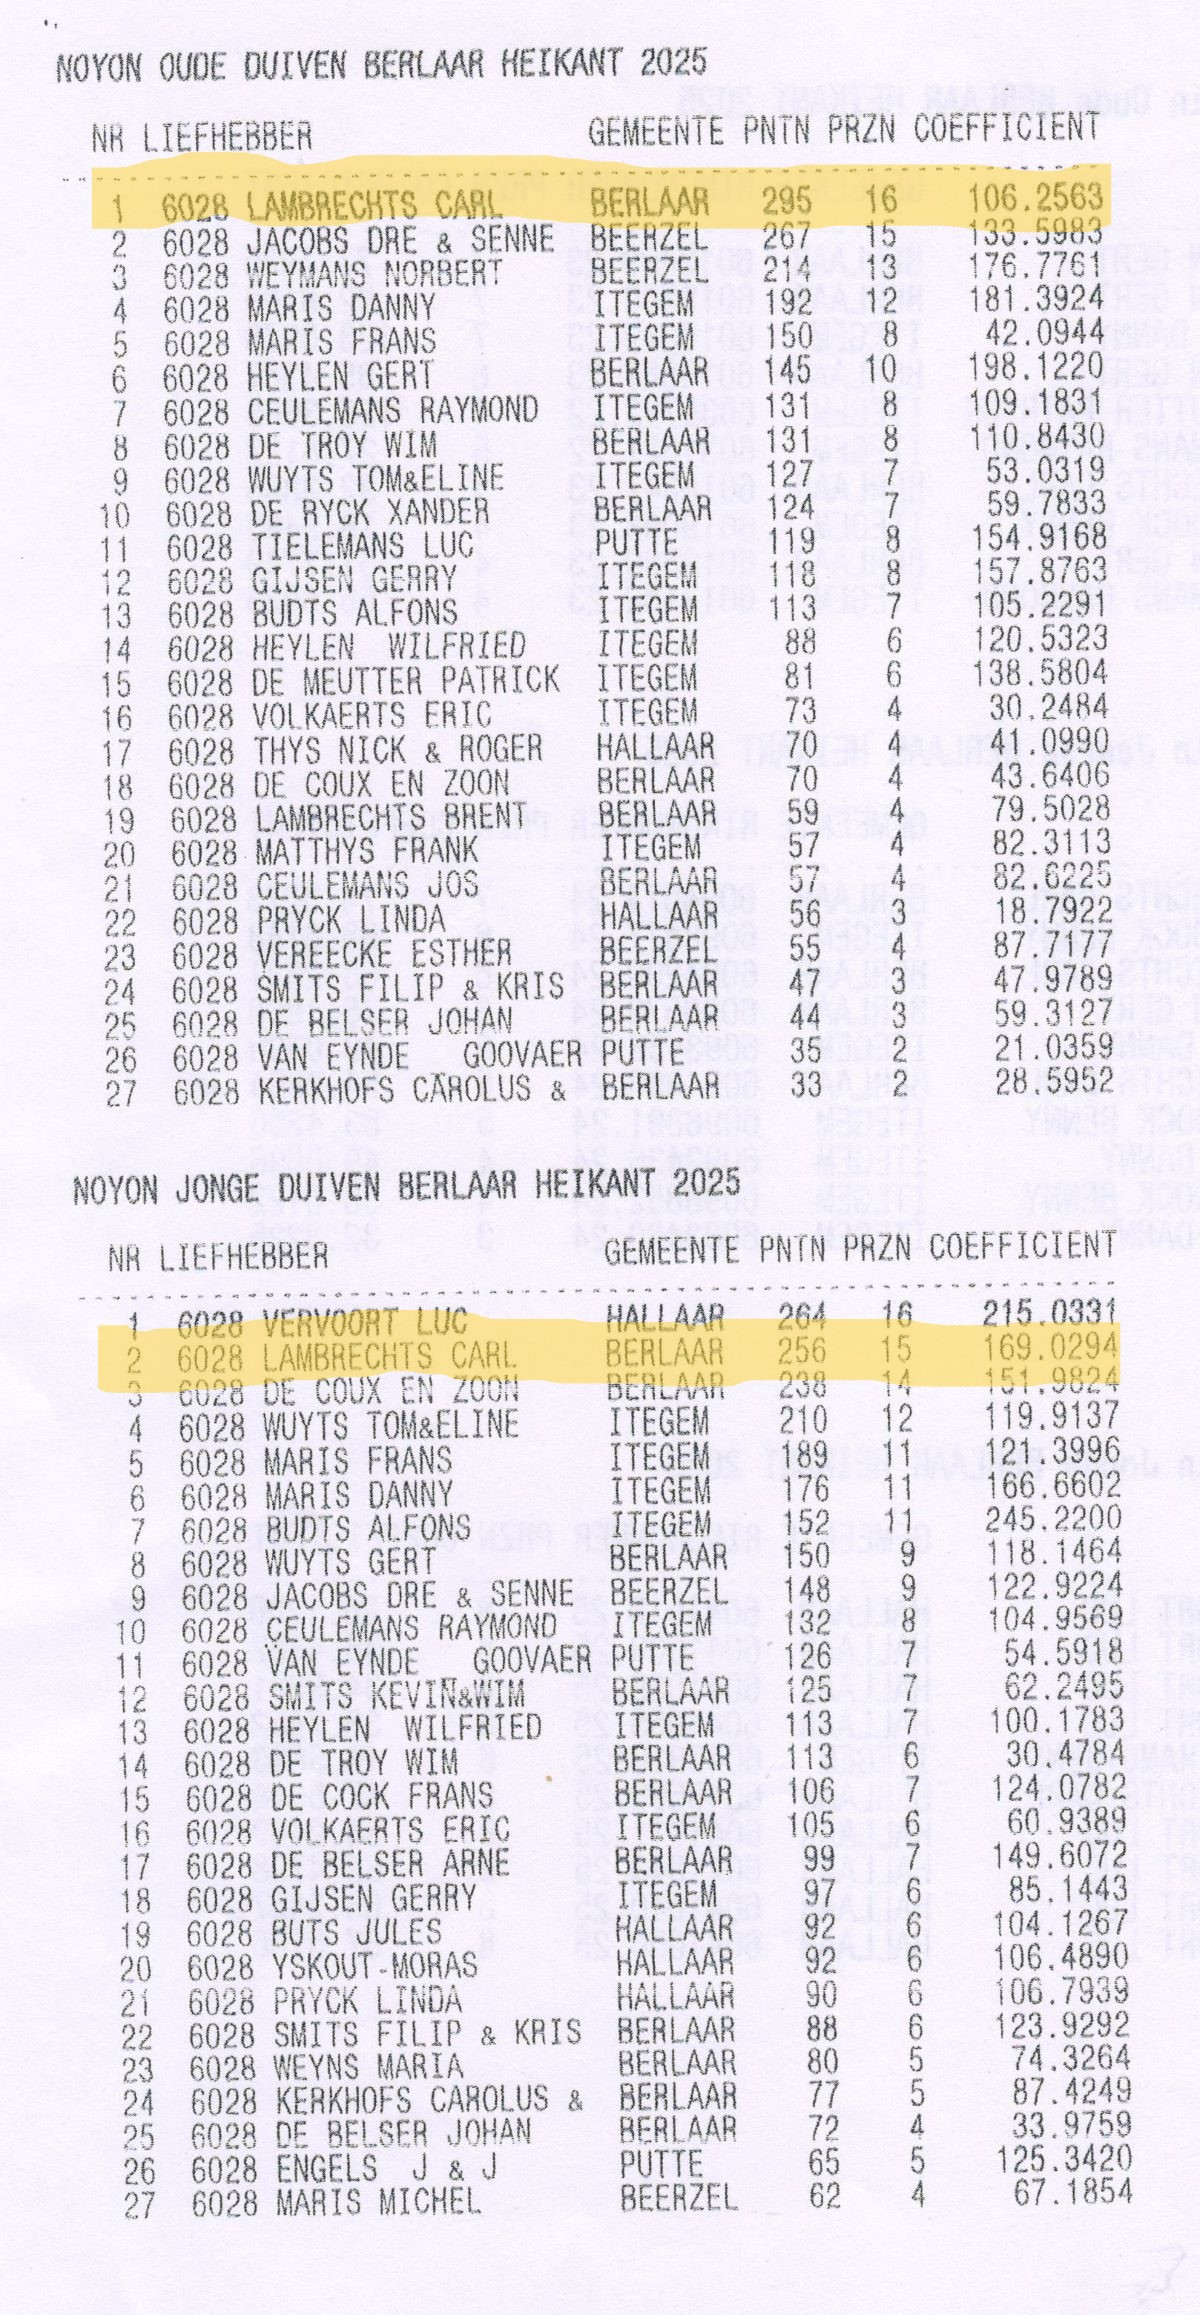 NOYON OUDE DUIVEN BERLAAR HEIKANT 2025
NR LIEFHEBBER GEMEENTE PNTN PRZN COEFFICIENT
1 6028 LAMBRECHTS CARL BERLAAR 295 16 106.2563
2 6028 JACOBS DRE & SENNE BEERZEL 267 15 133.5983
3 6028 WEYMANS NORBERT BEERZEL 214 13 176.7761
4 6028 MARIS DANNY ITEGEM 192 12 181.3924
5 6028 MARIS FRANS ITEGEM 150 8 42.0944
6 6028 HEYLEN GERT BERLAAR 145 10 198.1220
7 6028 CEULEMANS RAYMOND ITEGEM 131 8 109.1831
8 6028 DE TROY WIM BERLAAR 131 8 110.8430
9 6028 WUYTS TOM&ELINE ITEGEM 127 7 53.0319
10 6028 DE RYCK XANDER BERLAAR 124 7 59.7833
11 6028 TIELEMANS LUC PUTTE 119 8 154.9168
12 6028 GIJSEN GERRY ITEGEM 118 8 157.8763
13 6028 BUDTS ALFONS ITEGEM 113 7 105.2291
14 6028 HEYLEN WILFRIED ITEGEM 88 6 120.5323
15 6028 DE MEUTTER PATRICK ITEGEM 81 6 138.5804
16 6028 VOLKAERTS ERIC ITEGEM 73 4 30.2484
17 6028 THYS NICK & ROGER HALLAAR 70 4 41.0990
18 6028 DE COUX EN ZOON BERLAAR 70 4 43.6406
19 6028 LAMBRECHTS BRENT BERLAAR 59 4 79.5028
20 6028 MATTHYS FRANK ITEGEM 57 4 82.3113
21 6028 CEULEMANS JOS BERLAAR 57 4 82.6225
22 6028 PRYCK LINDA HALLAAR 56 3 18.7922
23 6028 VEREECKE ESTHER BEERZEL 55 4 87.7177
24 6028 SMITS FILIP & KRIS BERLAAR 47 3 47.9789
25 6028 DE BELSER JOHAN BERLAAR 44 3 59.3127
26 6028 VAN EYNDE GOOVAER PUTTE 35 2 21.0359
27 6028 KERKHOFS CAROLUS & BERLAAR 33 2 28.5952
NOYON JONGE DUIVEN BERLAAR HEIKANT 2025
NR LIEFHEBBER GEMEENTE PNTN PRZN COEFFICIENT
1 6028 VERVOORT LUC HALLAAR 264 16 215.0331
2 6028 LAMBRECHTS CARL BERLAAR 256 15 169.0294
3 6028 DE COUX EN ZOON BERLAAR 238 14 151.9824
4 6028 WUYTS TOM&ELINE ITEGEM 210 12 119.9137
5 6028 MARIS FRANS ITEGEM 189 11 121.3996
6 6028 MARIS DANNY ITEGEM 176 11 166.6602
7 6028 BUDTS ALFONS ITEGEM 152 11 245.2200
8 6028 WUYTS GERT BERLAAR 150 9 118.1464
9 6028 JACOBS DRE & SENNE BEERZEL 148 9 122.9224
10 6028 CEULEMANS RAYMOND ITEGEM 132 8 104.9569
11 6028 VAN EYNDE GOOVAER PUTTE 126 7 54.5918
12 6028 SMITS KEVIN&WIM BERLAAR 125 7 62.2495
13 6028 HEYLEN WILFRIED ITEGEM 113 7 100.1783
14 6028 DE TROY WIM BERLAAR 113 6 30.4784
15 6028 DE COCK FRANS BERLAAR 106 7 124.0782
16 6028 VOLKAERTS ERIC ITEGEM 105 6 60.9389
17 6028 DE BELSER ARNE BERLAAR 99 7 149.6072
18 6028 GIJSEN GERRY ITEGEM 97 6 85.1443
19 6028 BUTS JULES HALLAAR 92 6 104.1267
20 6028 YSKOUT-MORAS HALLAAR 92 6 106.4890
21 6028 PRYCK LINDA HALLAAR 90 6 106.7939
22 6028 SMITS FILIP & KRIS BERLAAR 88 6 123.9292
23 6028 WEYNS MARIA BERLAAR 80 5 74.3264
24 6028 KERKHOFS CAROLUS & BERLAAR 77 5 87.4249
25 6028 DE BELSER JOHAN BERLAAR 72 4 33.9759
26 6028 ENGELS J & J PUTTE 65 5 125.3420
27 6028 MARIS MICHEL BEERZEL 62 4 67.1854